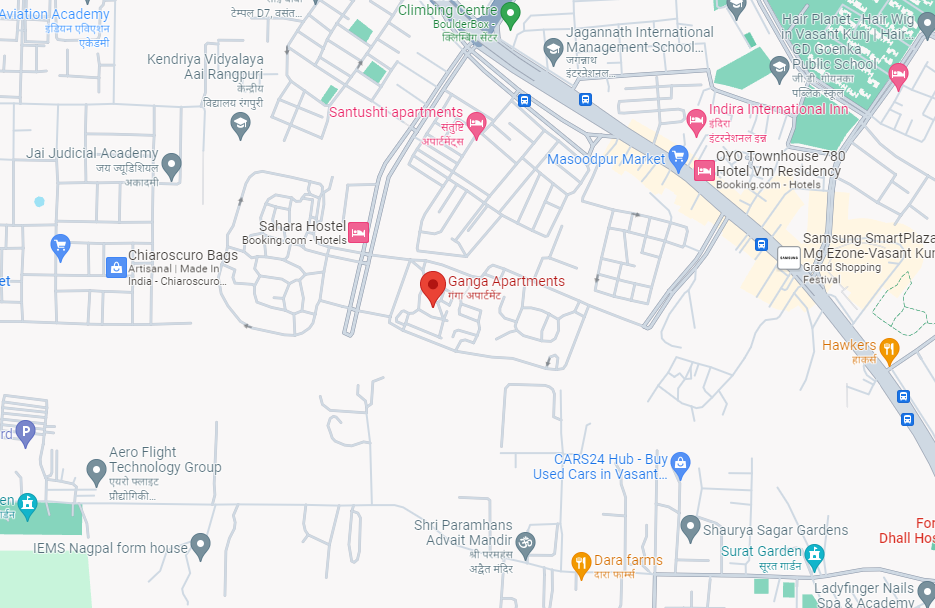 Aviation Academy
इंडियन एविएशन
एकेडमी
टेम्पल D7, वसंत...
Climbing Centre
BoulderBox -
क्लिम्बिंग सेंटर
Jagannath International
Management School...
जगन्नाथ
इंटरनेशनल...
Hair Planet - Hair Wig
in Vasant Kunj | Hair...
GD Goenka
Public School
जी. डी. गोयनका
पब्लिक स्कूल
Kendriya Vidyalaya
Aai Rangpuri
केन्द्रीय
विद्यालय रंगपुरी
Santushti apartments
संतुष्टि
अपार्टमेंट्स
Indira International Inn
इंदिरा
इंटरनेशनल इन्न
Jai Judicial Academy
जय ज्यूडिशियल
अकादमी
Masoodpur Market
OYO Townhouse 780
Hotel Vm Residency
Booking.com - Hotels
Sahara Hostel
Booking.com - Hotels
Chiaroscuro Bags
Artisanal | Made In
India - Chiaroscuro...
et
SAMSUNG
Samsung SmartPlaza
Mg Ezone-Vasant Kun
Grand Shopping
Festival
Ganga Apartments
गंगा अपार्टमेंट
Hawkers
हाकर्स
rd
P
Aero Flight
Technology Group
एयरो फ्लाइट
प्रौद्योगिकी...
CARS24 Hub - Buy
Used Cars in Vasant...
en
गार्डन
IEMS Nagpal form house
Shri Paramhans
Advait Mandir
श्री परमहंस
अद्वैत मंदिर
ॐ
Shaurya Sagar Gardens
For
Dhall Hos
Surat Garden
सूरत गार्डन
Dara farms
दारा फार्म्स
Ladyfinger Nails
Spa & Academy